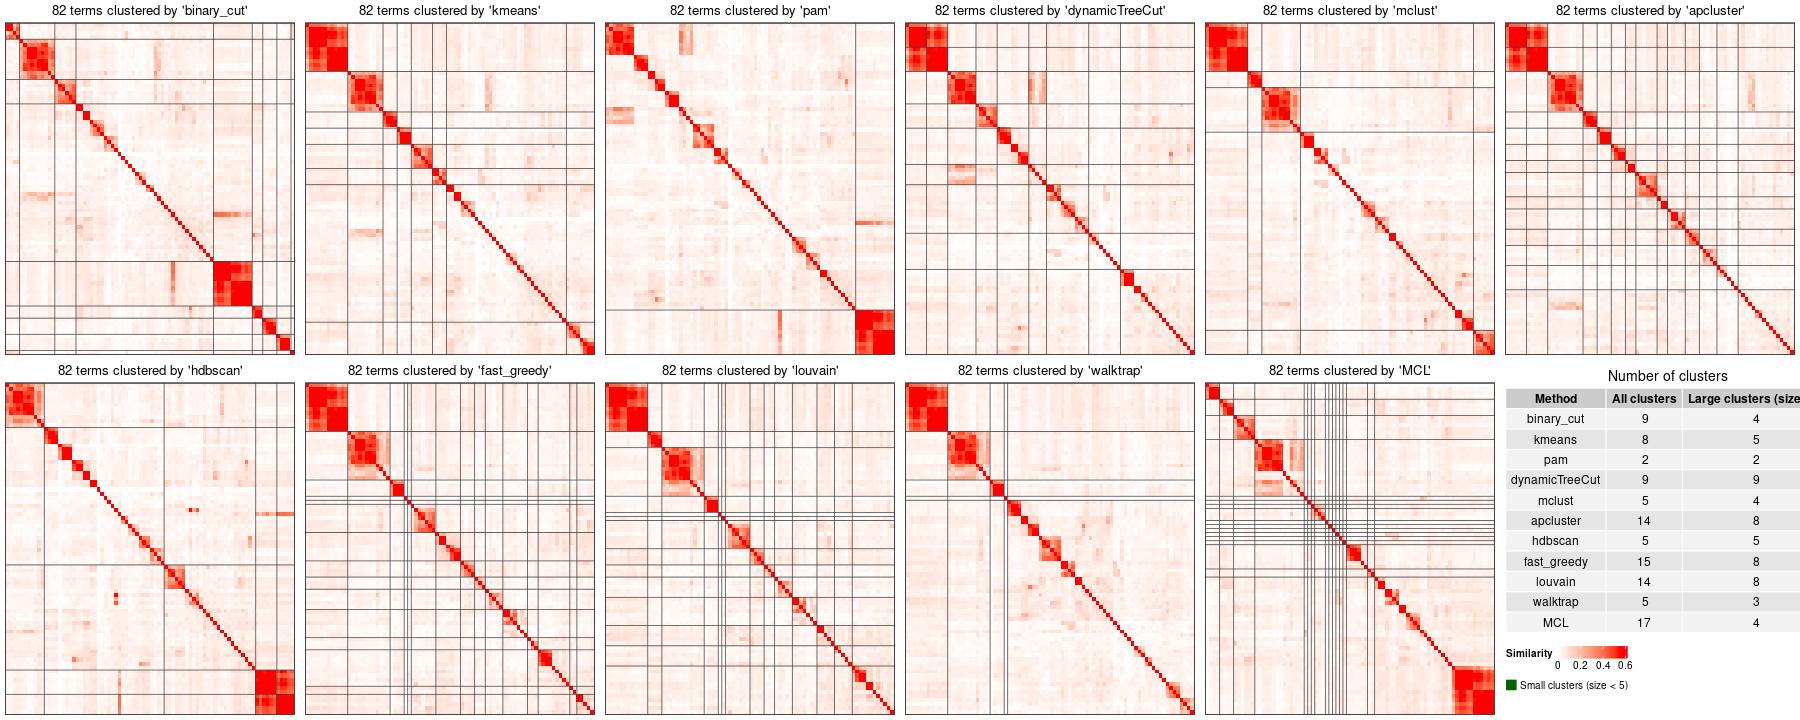 82 terms clustered by 'binary_cut'
82 terms clustered by 'kmeans'
82 terms clustered by 'pam'
82 terms clustered by 'dynamicTreeCut'
82 terms clustered by 'mclust'
82 terms clustered by 'apcluster'
82 terms clustered by 'hdbscan'
82 terms clustered by 'fast_greedy'
82 terms clustered by 'louvain'
82 terms clustered by 'walktrap'
82 terms clustered by 'MCL'
Number of clusters
Method All clusters Large clusters (size
binary_cut 9 4
kmeans 8 5
pam 2 2
dynamicTreeCut 9 9
mclust 5 4
apcluster 14 8
hdbscan 5 5
fast_greedy 15 8
louvain 14 8
walktrap 5 3
MCL 17 4
Similarity
0 0.2 0.4 0.6
Small clusters (size < 5)